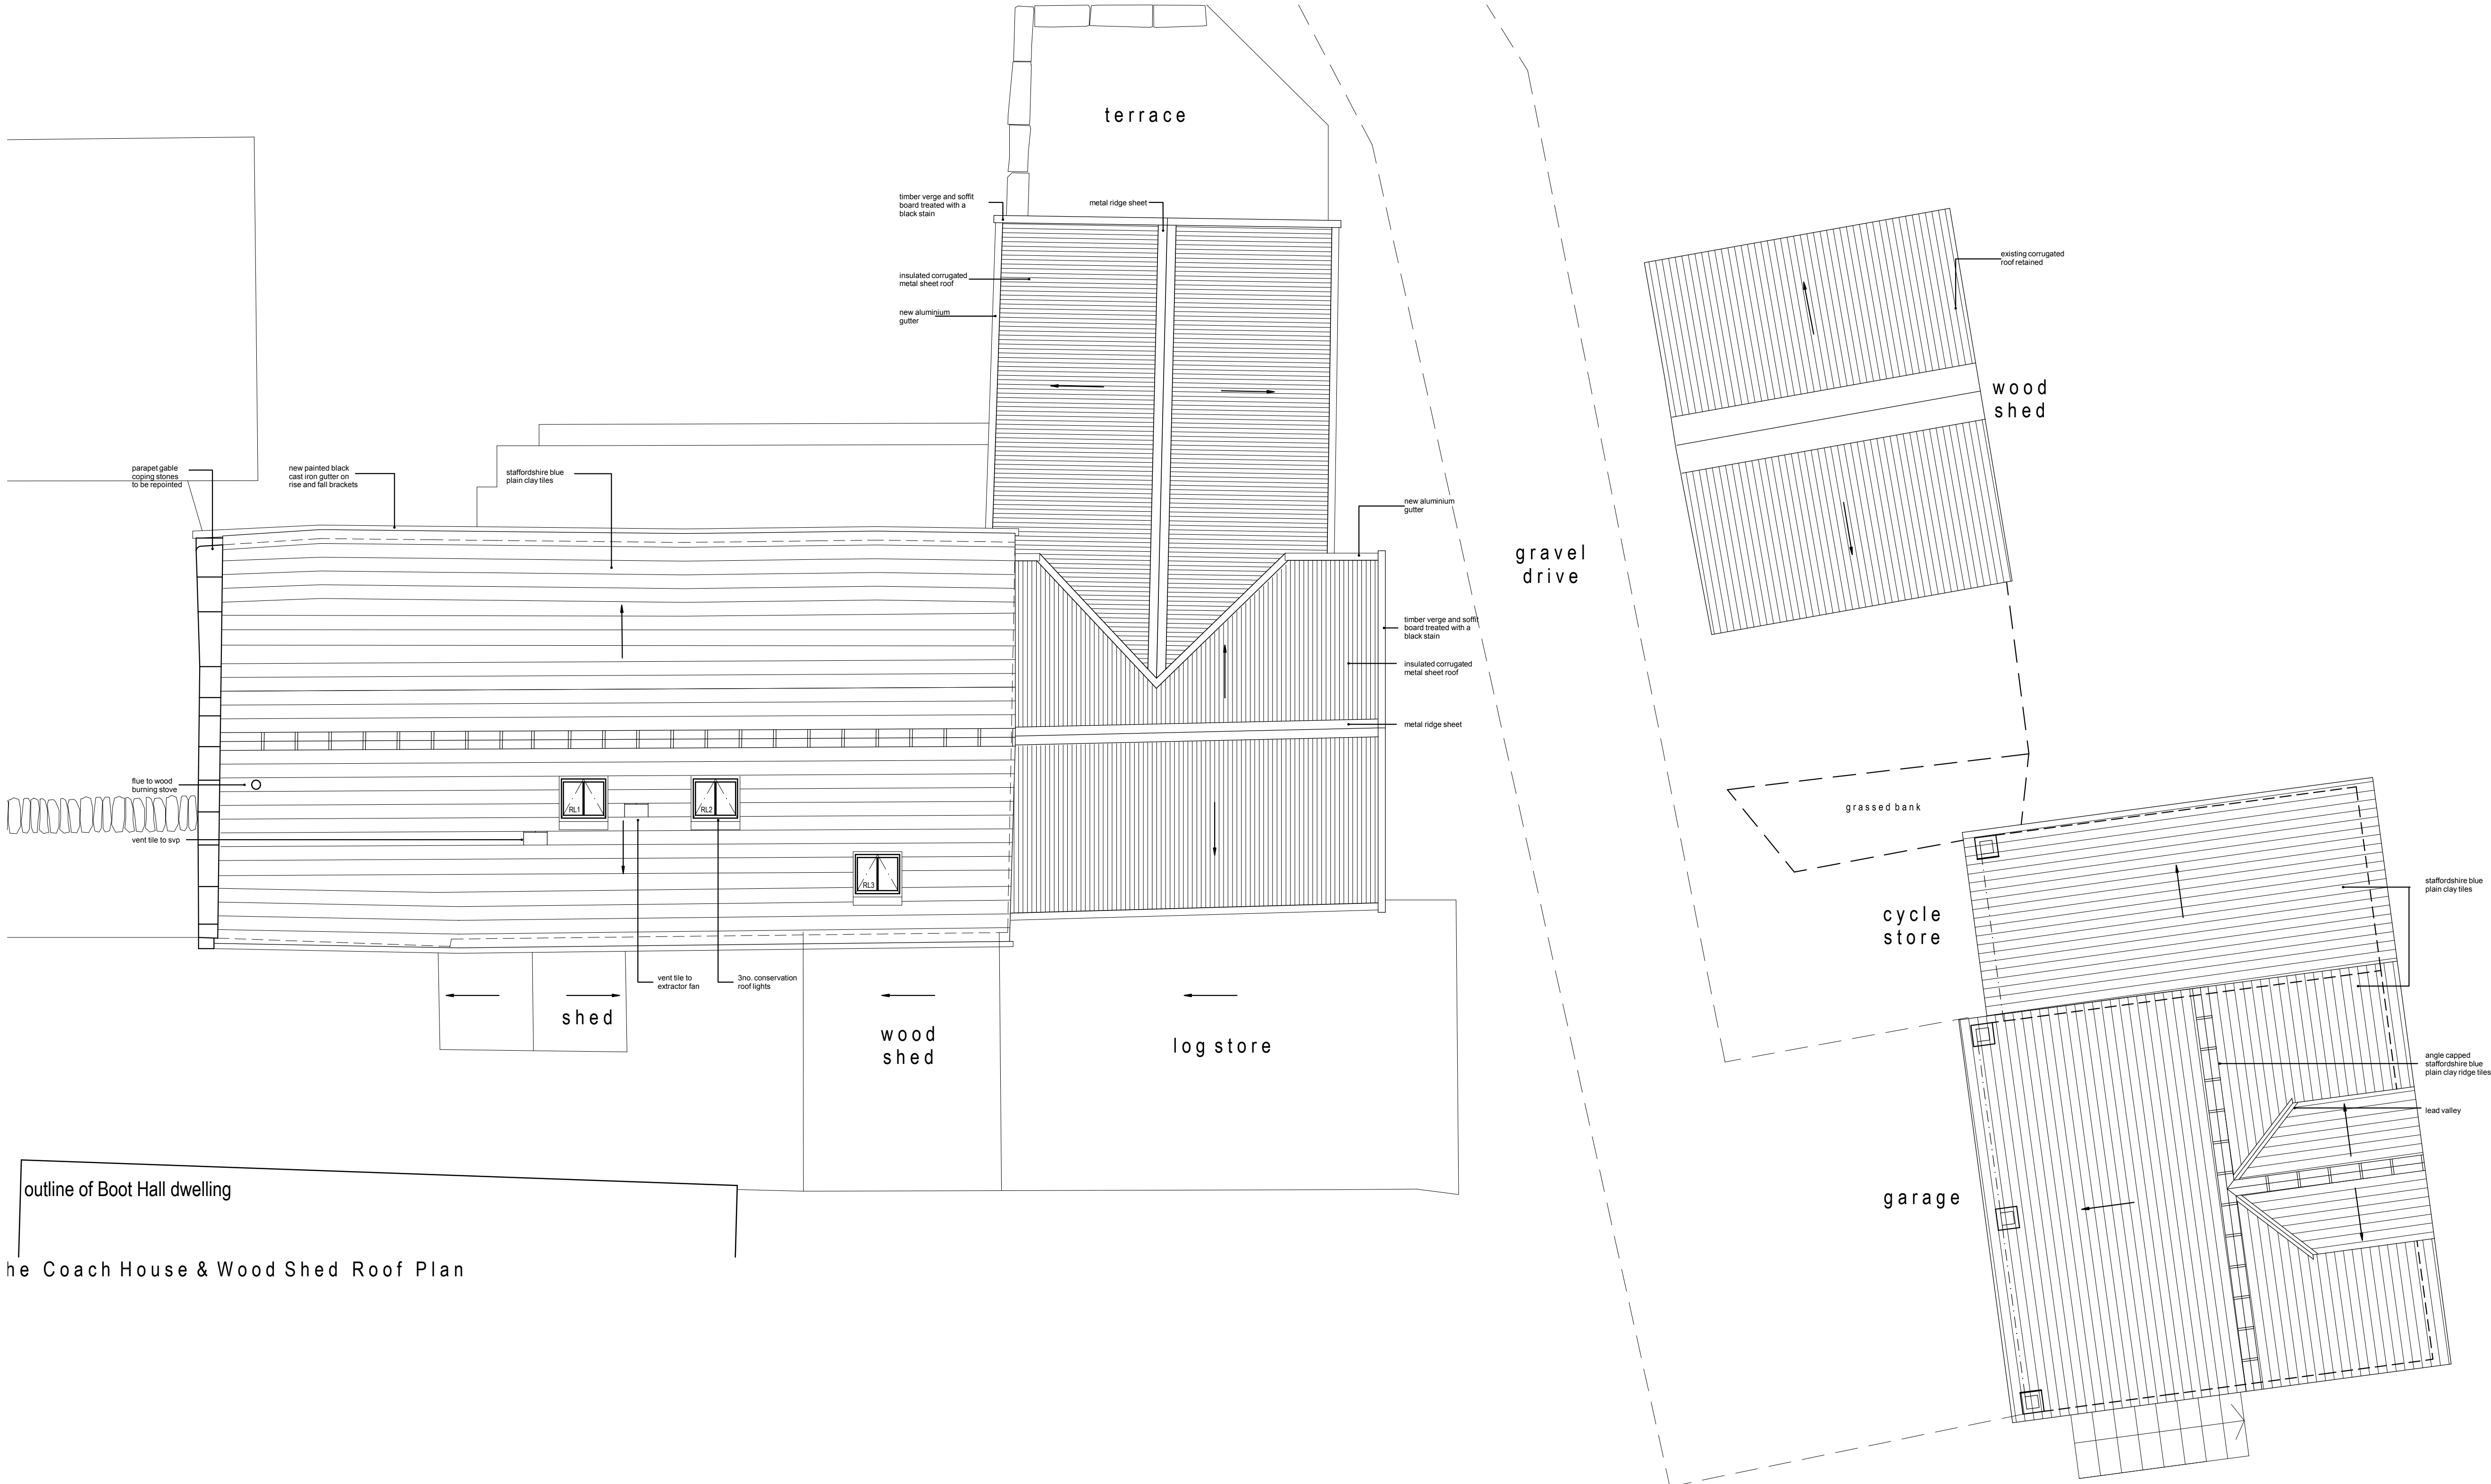 terrace
timber verge and soffit
board treated with a
black stain
metal ridge sheet
insulated corrugated
metal sheet roof
new aluminium
gutter
existing corrugated
roof retained
wood
shed
parapet gable
coping stones
to be repointed
new painted black
cast iron gutter on
rise and fall brackets
staffordshire blue
plain clay tiles
new aluminium
gutter
gravel
drive
timber verge and soffit
board treated with a
black stain
insulated corrugated
metal sheet roof
metal ridge sheet
flue to wood
burning stove
RL1
RL2
vent tile to svp
RL3
grassed bank
staffordshire blue
plain clay tiles
cycle
store
vent tile to
extractor fan
3no. conservation
roof lights
shed
wood
shed
log store
angle capped
staffordshire blue
plain clay ridge tiles
lead valley
garage
outline of Boot Hall dwelling
he Coach House & Wood Shed Roof Plan